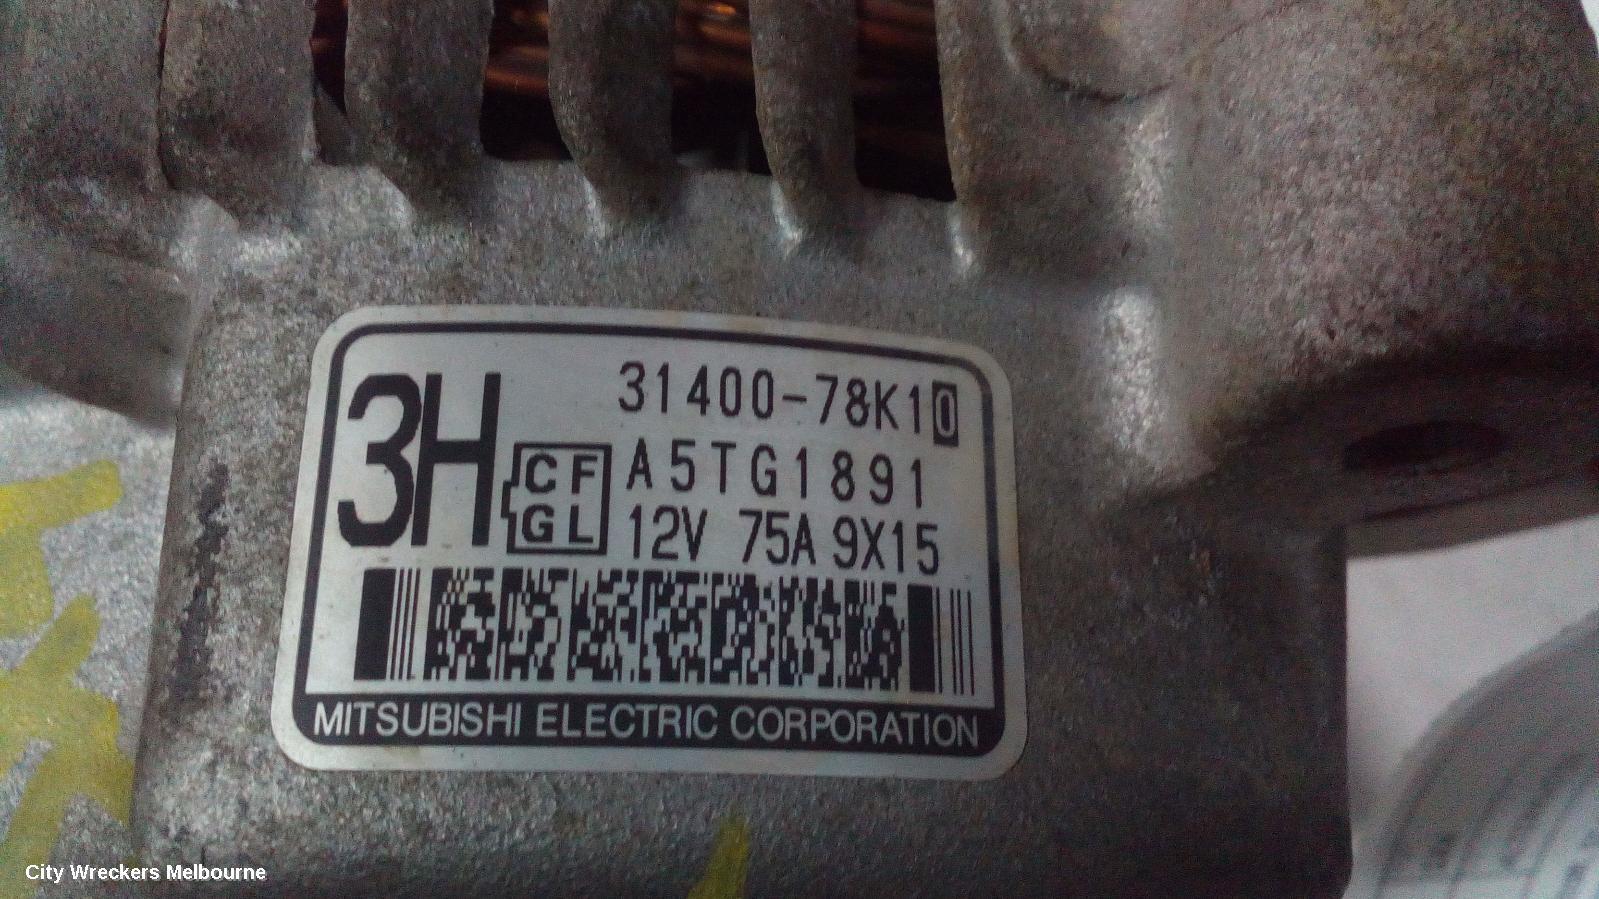 31400-78K10
3H
CF
GL
A5TG1891
12V 75A 9X15
MITSUBISHI ELECTRIC CORPORATION
City Wreckers Melbourne